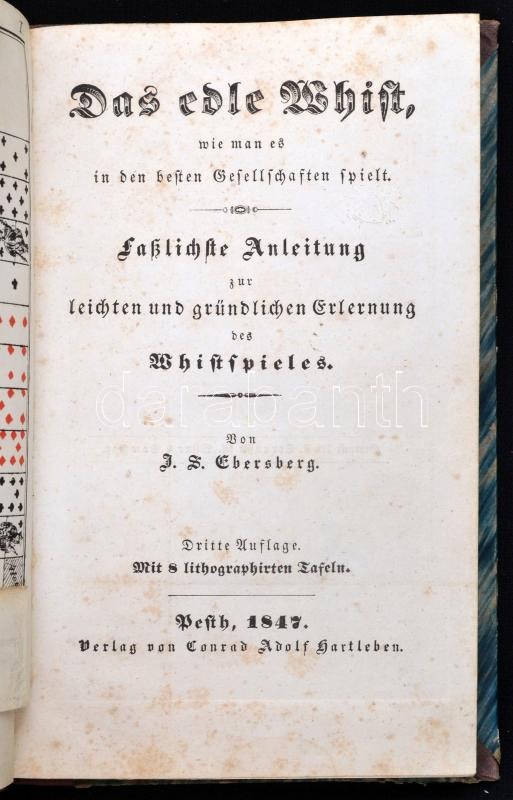 Das edle Whist,
wie man es
in den besten Gesellschaften spielt.
Faßlichste Anleitung
zur
leichten und gründlichen Erlernung
des
Whistspieles.
darabanth
Von
J. S. Ebersberg.
Dritte Auflage.
Mit 8 lithographirten Tafeln.
Pesth, 1847.
Verlag von Conrad Adolf Hartleben.